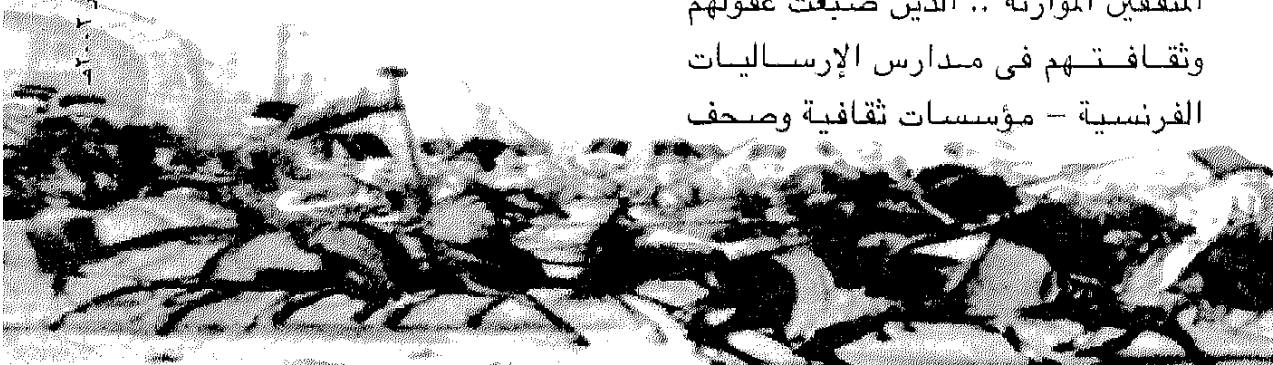 المثقفين الموارنة .. الذين صبغت عقولهم
وثقافتهم فى مدارس الإرساليات
الفرنسية – مؤسسات ثقافية وصحف